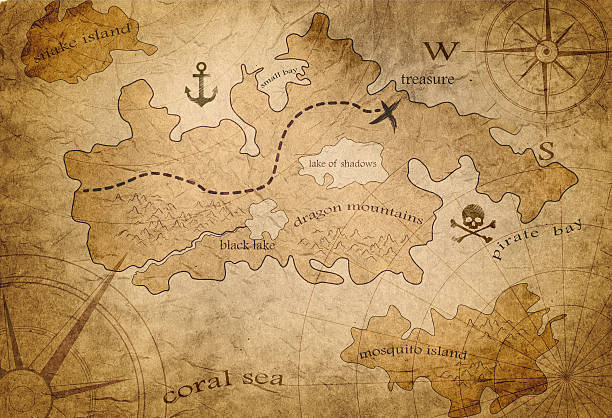 snake island
W
small bay
treasure
S
lake of shadows
dragon mountains
black lake
pirate bay
mosquito island
coral sea